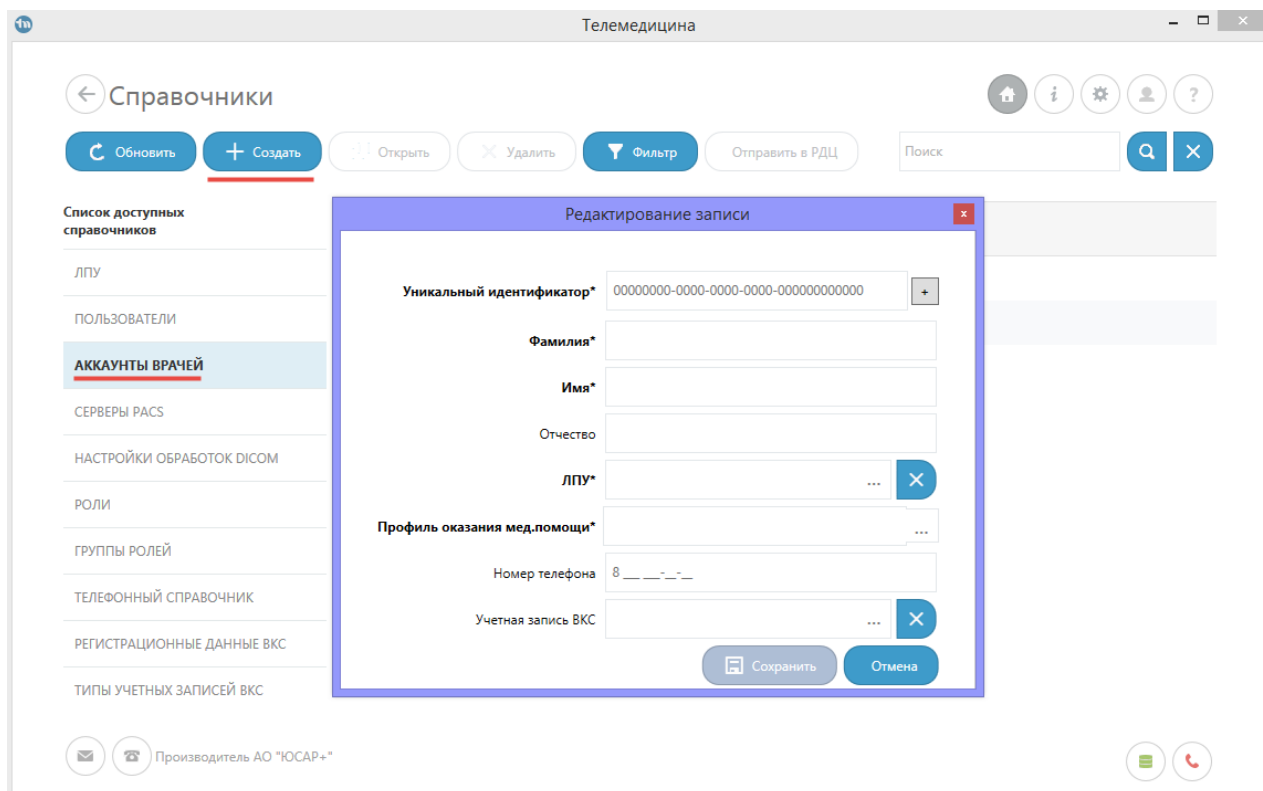 Телемедицина
Справочники
Обновить
Создать
Открыть
Удалить
Фильтр
Отправить в РДЦ
Поиск
Список доступных
справочников
ЛПУ
ПОЛЬЗОВАТЕЛИ
АККАУНТЫ ВРАЧЕЙ
СЕРВЕРЫ PACS
НАСТРОЙКИ ОБРАБОТОК DICOM
РОЛИ
ГРУППЫ РОЛЕЙ
ТЕЛЕФОННЫЙ СПРАВОЧНИК
РЕГИСТРАЦИОННЫЕ ДАННЫЕ ВКС
ТИПЫ УЧЕТНЫХ ЗАПИСЕЙ ВКС
Редактирование записи
Уникальный идентификатор* 00000000-0000-0000-0000-000000000000 +
Фамилия*
Имя*
Отчество
ЛПУ* ...
Профиль оказания мед.помощи* ...
Номер телефона 8 __ ___-__-__
Учетная запись ВКС ...
Сохранить
Отмена
Производитель АО "ЮСАР+"